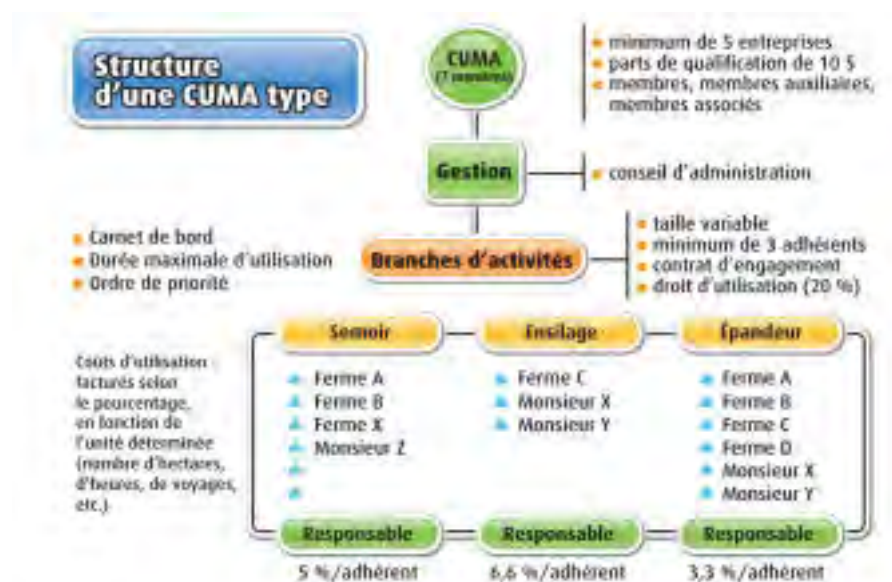 Structure
d'une CUMA type
CUMA
(7 membres)
minimum de 5 entreprises
parts de qualification de 10 $
membres, membres auxiliaires,
membres associés
Gestion
conseil d'administration
Carnet de bord
Durée maximale d'utilisation
Ordre de priorité
Branches d'activités
taille variable
minimum de 3 adhérents
contrat d'engagement
droit d'utilisation (20 %)
Semoir
Ensilage
Épandeur
Coûts d'utilisation
facturés selon
le pourcentage,
en fonction de
l'unité déterminée
(nombre d'hectares,
d'heures, de voyages,
etc.)
Ferme A
Ferme B
Ferme X
Monsieur Z
Ferme C
Monsieur X
Monsieur Y
Ferme A
Ferme B
Ferme C
Ferme D
Monsieur X
Monsieur Y
Responsable
Responsable
Responsable
5 %/adhérent
6,6 %/adhérent
3,3 %/adhérent